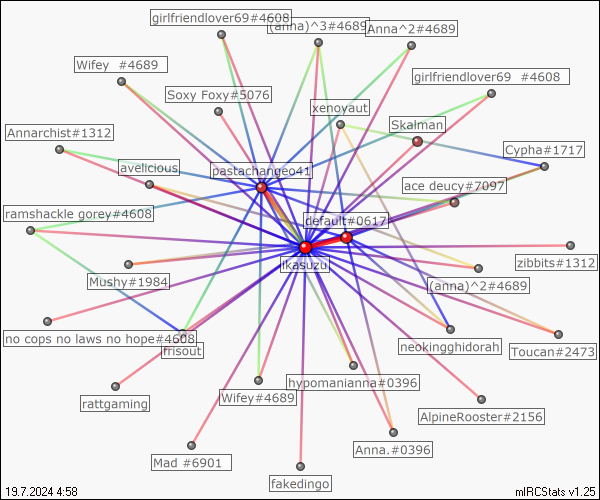 girlfriendlover69#4608
(anna)^3#4689
Anna^2#4689
Wifey  #4689
girlfriendlover69  #4608
Soxy Foxy#5076
xenoyaut
Skalman
Annarchist#1312
Cypha#1717
avelicious
pastachangeo41
ace deucy#7097
ramshackle gorey#4608
default#0617
ikasuzu
zibbits#1312
Mushy#1984
(anna)^2#4689
no cops no laws no hope#4608
frisout
neokingghidorah
Toucan#2473
hypomanianna#0396
rattgaming
Wifey#4689
AlpineRooster#2156
Anna.#0396
Mad  #6901
fakedingo
19.7.2024 4:58
mIRCStats v1.25